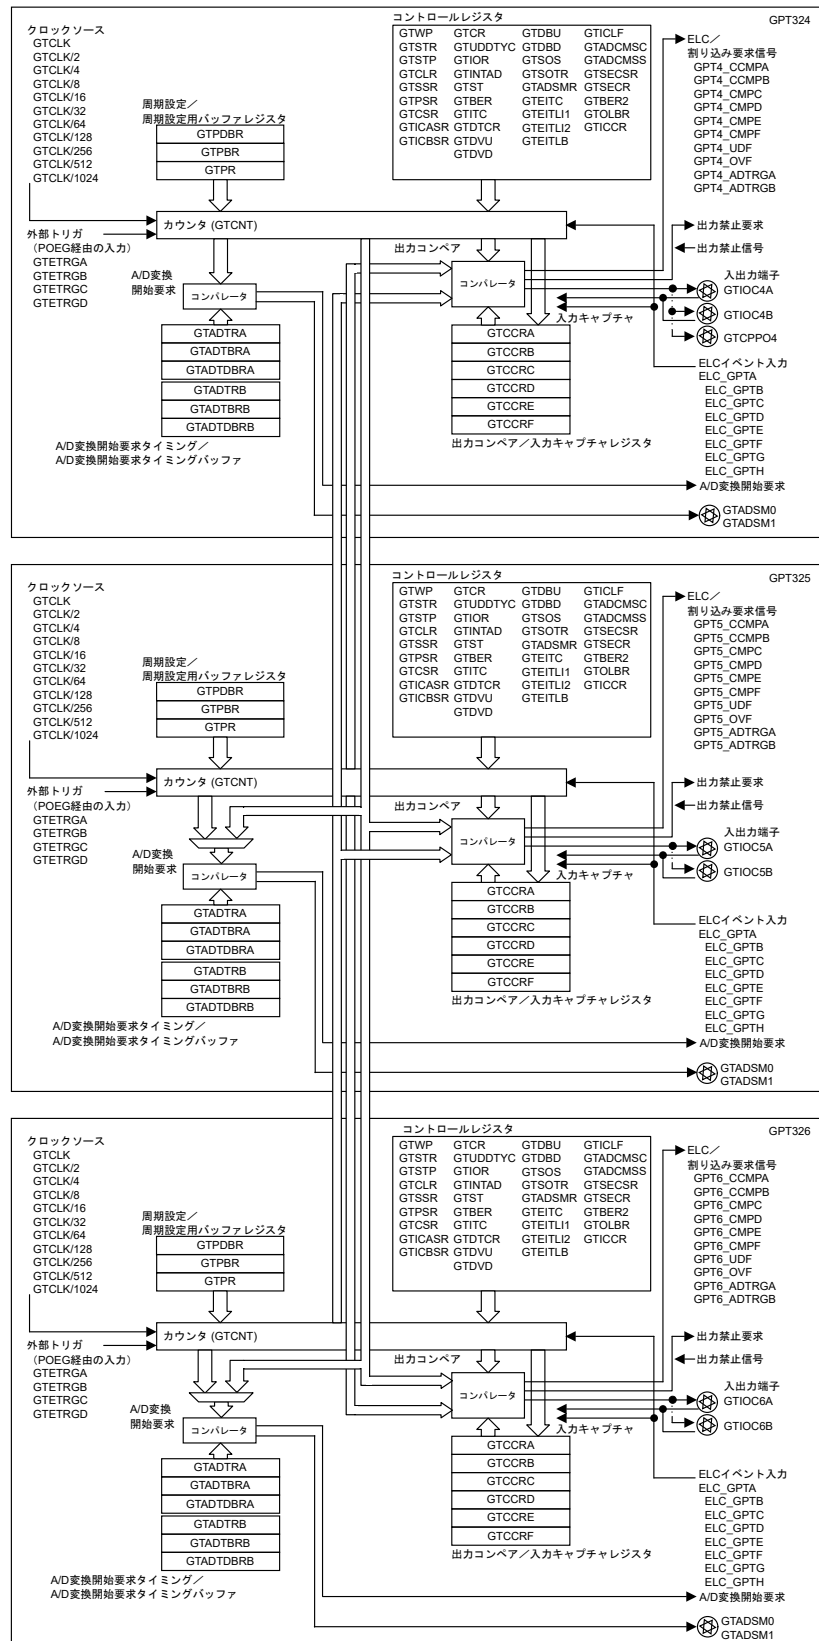 GPT324
クロックソース
GTCLK
GTCLK/2
GTCLK/4
GTCLK/8
GTCLK/16
GTCLK/32
GTCLK/64
GTCLK/128
GTCLK/256
GTCLK/512
GTCLK/1024
周期設定／
周期設定用バッファレジスタ
GTPDBR
GTPBR
GTPR
コントロールレジスタ
GTWP GTCR GTDBU GTICLF
GTSTR GTUDDTYC GTDBD GTADCMSC
GTSTP GTIOR GTSOS GTADCMSS
GTCLR GTINTAD GTSOTR GTSECSR
GTSSR GTST GTADSMR GTSECR
GTPSR GTBER GTEITC GTBER2
GTCSR GTITC GTEITLI1 GTOLBR
GTICASR GTDTCR GTEITLI2 GTICCR
GTICBSR GTDVU GTEITLB
GTDVD
ELC／
割り込み要求信号
GPT4_CCMPA
GPT4_CCMPB
GPT4_CMPC
GPT4_CMPD
GPT4_CMPE
GPT4_CMPF
GPT4_UDF
GPT4_OVF
GPT4_ADTRGA
GPT4_ADTRGB
カウンタ (GTCNT)
外部トリガ
（POEG経由の入力）
GTETRGA
GTETRGB
GTETRGC
GTETRGD
A/D変換
開始要求
コンパレータ
GTADTRA
GTADTBRA
GTADTDBRA
GTADTRB
GTADTBRB
GTADTDBRB
A/D変換開始要求タイミング／
A/D変換開始要求タイミングバッファ
出力コンペア
コンパレータ
入力キャプチャ
GTCCRA
GTCCRB
GTCCRC
GTCCRD
GTCCRE
GTCCRF
出力コンペア／入力キャプチャレジスタ
出力禁止要求
出力禁止信号
入出力端子
GTIOC4A
GTIOC4B
GTCPPO4
ELCイベント入力
ELC_GPTA
ELC_GPTB
ELC_GPTC
ELC_GPTD
ELC_GPTE
ELC_GPTF
ELC_GPTG
ELC_GPTH
A/D変換開始要求
GTADSM0
GTADSM1
GPT325
クロックソース
GTCLK
GTCLK/2
GTCLK/4
GTCLK/8
GTCLK/16
GTCLK/32
GTCLK/64
GTCLK/128
GTCLK/256
GTCLK/512
GTCLK/1024
周期設定／
周期設定用バッファレジスタ
GTPDBR
GTPBR
GTPR
コントロールレジスタ
GTWP GTCR GTDBU GTICLF
GTSTR GTUDDTYC GTDBD GTADCMSC
GTSTP GTIOR GTSOS GTADCMSS
GTCLR GTINTAD GTSOTR GTSECSR
GTSSR GTST GTADSMR GTSECR
GTPSR GTBER GTEITC GTBER2
GTCSR GTITC GTEITLI1 GTOLBR
GTICASR GTDTCR GTEITLI2 GTICCR
GTICBSR GTDVU GTEITLB
GTDVD
ELC／
割り込み要求信号
GPT5_CCMPA
GPT5_CCMPB
GPT5_CMPC
GPT5_CMPD
GPT5_CMPE
GPT5_CMPF
GPT5_UDF
GPT5_OVF
GPT5_ADTRGA
GPT5_ADTRGB
カウンタ (GTCNT)
外部トリガ
（POEG経由の入力）
GTETRGA
GTETRGB
GTETRGC
GTETRGD
A/D変換
開始要求
コンパレータ
GTADTRA
GTADTBRA
GTADTDBRA
GTADTRB
GTADTBRB
GTADTDBRB
A/D変換開始要求タイミング／
A/D変換開始要求タイミングバッファ
出力コンペア
コンパレータ
入力キャプチャ
GTCCRA
GTCCRB
GTCCRC
GTCCRD
GTCCRE
GTCCRF
出力コンペア／入力キャプチャレジスタ
出力禁止要求
出力禁止信号
入出力端子
GTIOC5A
GTIOC5B
ELCイベント入力
ELC_GPTA
ELC_GPTB
ELC_GPTC
ELC_GPTD
ELC_GPTE
ELC_GPTF
ELC_GPTG
ELC_GPTH
A/D変換開始要求
GTADSM0
GTADSM1
GPT326
クロックソース
GTCLK
GTCLK/2
GTCLK/4
GTCLK/8
GTCLK/16
GTCLK/32
GTCLK/64
GTCLK/128
GTCLK/256
GTCLK/512
GTCLK/1024
周期設定／
周期設定用バッファレジスタ
GTPDBR
GTPBR
GTPR
コントロールレジスタ
GTWP GTCR GTDBU GTICLF
GTSTR GTUDDTYC GTDBD GTADCMSC
GTSTP GTIOR GTSOS GTADCMSS
GTCLR GTINTAD GTSOTR GTSECSR
GTSSR GTST GTADSMR GTSECR
GTPSR GTBER GTEITC GTBER2
GTCSR GTITC GTEITLI1 GTOLBR
GTICASR GTDTCR GTEITLI2 GTICCR
GTICBSR GTDVU GTEITLB
GTDVD
ELC／
割り込み要求信号
GPT6_CCMPA
GPT6_CCMPB
GPT6_CMPC
GPT6_CMPD
GPT6_CMPE
GPT6_CMPF
GPT6_UDF
GPT6_OVF
GPT6_ADTRGA
GPT6_ADTRGB
カウンタ (GTCNT)
外部トリガ
（POEG経由の入力）
GTETRGA
GTETRGB
GTETRGC
GTETRGD
A/D変換
開始要求
コンパレータ
GTADTRA
GTADTBRA
GTADTDBRA
GTADTRB
GTADTBRB
GTADTDBRB
A/D変換開始要求タイミング／
A/D変換開始要求タイミングバッファ
出力コンペア
コンパレータ
入力キャプチャ
GTCCRA
GTCCRB
GTCCRC
GTCCRD
GTCCRE
GTCCRF
出力コンペア／入力キャプチャレジスタ
出力禁止要求
出力禁止信号
入出力端子
GTIOC6A
GTIOC6B
ELCイベント入力
ELC_GPTA
ELC_GPTB
ELC_GPTC
ELC_GPTD
ELC_GPTE
ELC_GPTF
ELC_GPTG
ELC_GPTH
A/D変換開始要求
GTADSM0
GTADSM1